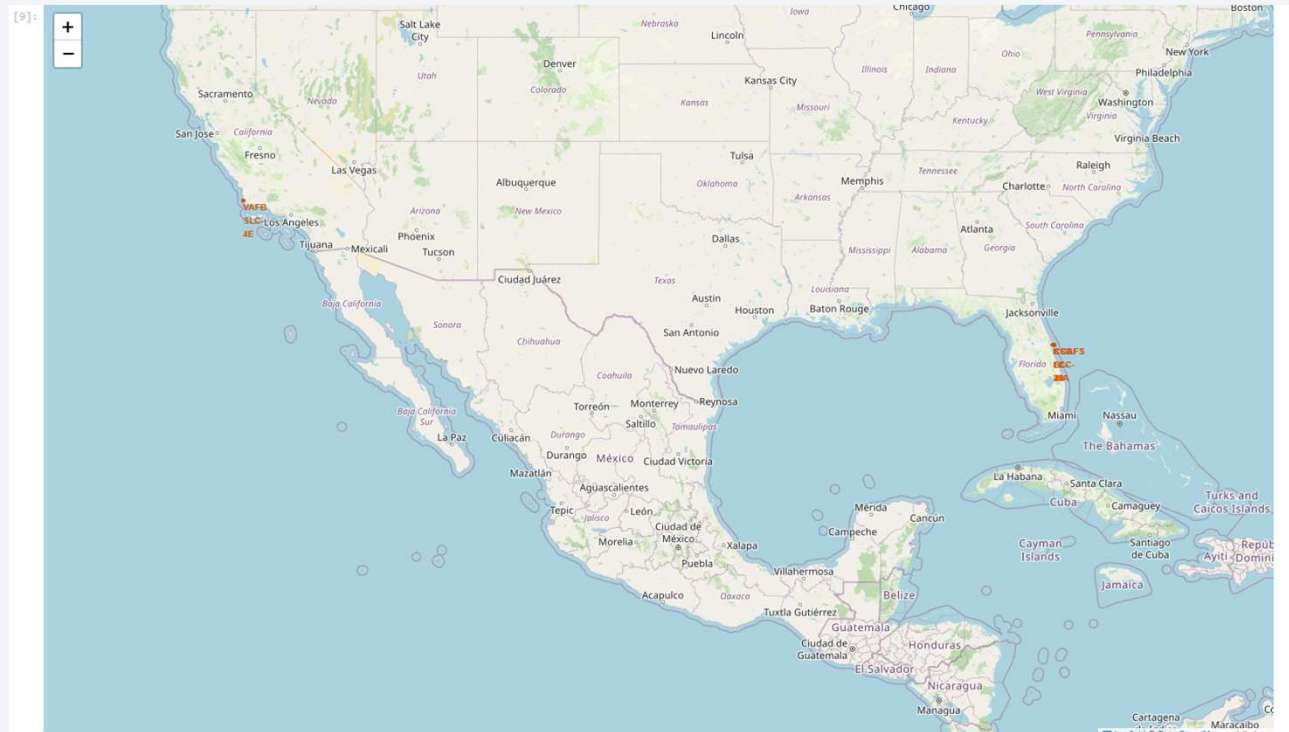 [9]:
+
−
Salt Lake
City
Nebraska
Iowa
Chicago
Boston
Lincoln
Pennsylvania
New York
Denver
Utah
Colorado
Kansas City
Illinois
Indiana
Ohio
Philadelphia
Sacramento
Nevada
Kansas
Missouri
West Virginia
Washington
San Jose
California
Kentucky
Virginia
Virginia Beach
Fresno
Las Vegas
Tulsa
Raleigh
Albuquerque
Oklahoma
Memphis
Tennessee
Charlotte
North Carolina
VAFB
SLC-
4E
Los Angeles
Arizona
New Mexico
Arkansas
Phoenix
Atlanta
South Carolina
Tijuana
Mexicali
Tucson
Dallas
Mississippi
Alabama
Georgia
Ciudad Juárez
Texas
Louisiana
Baja California
Austin
Houston
Baton Rouge
Jacksonville
Sonora
San Antonio
Chihuahua
Florida
Coahuila
Nuevo Laredo
Baja California
Sur
Torreón
Monterrey
Reynosa
Miami
Nassau
Saltillo
Tamaulipas
La Paz
Culiacán
Durango
The Bahamas
Durango
México
Ciudad Victoria
Mazatlán
La Habana
Santa Clara
Aguascalientes
Cuba
Turks and
Caicos Islands
Tepic
Jalisco
León
Mérida
Cancún
Camagüey
Ciudad de
México
Campeche
Morelia
Xalapa
Cayman
Islands
Santiago
de Cuba
Ayiti
Puebla
Villahermosa
Jamaica
Acapulco
Oaxaca
Belize
Tuxtla Gutiérrez
Guatemala
Ciudad de
Guatemala
Honduras
El Salvador
Nicaragua
Managua
Cartagena
Maracaibo